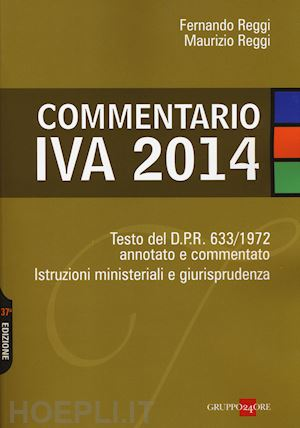 Fernando Reggi
Maurizio Reggi
COMMENTARIO
IVA 2014
Testo del D.P.R. 633/1972
annotato e commentato
Istruzioni ministeriali e giurisprudenza
37ª EDIZIONE
HOEPLI.IT
GRUPPO24ORE